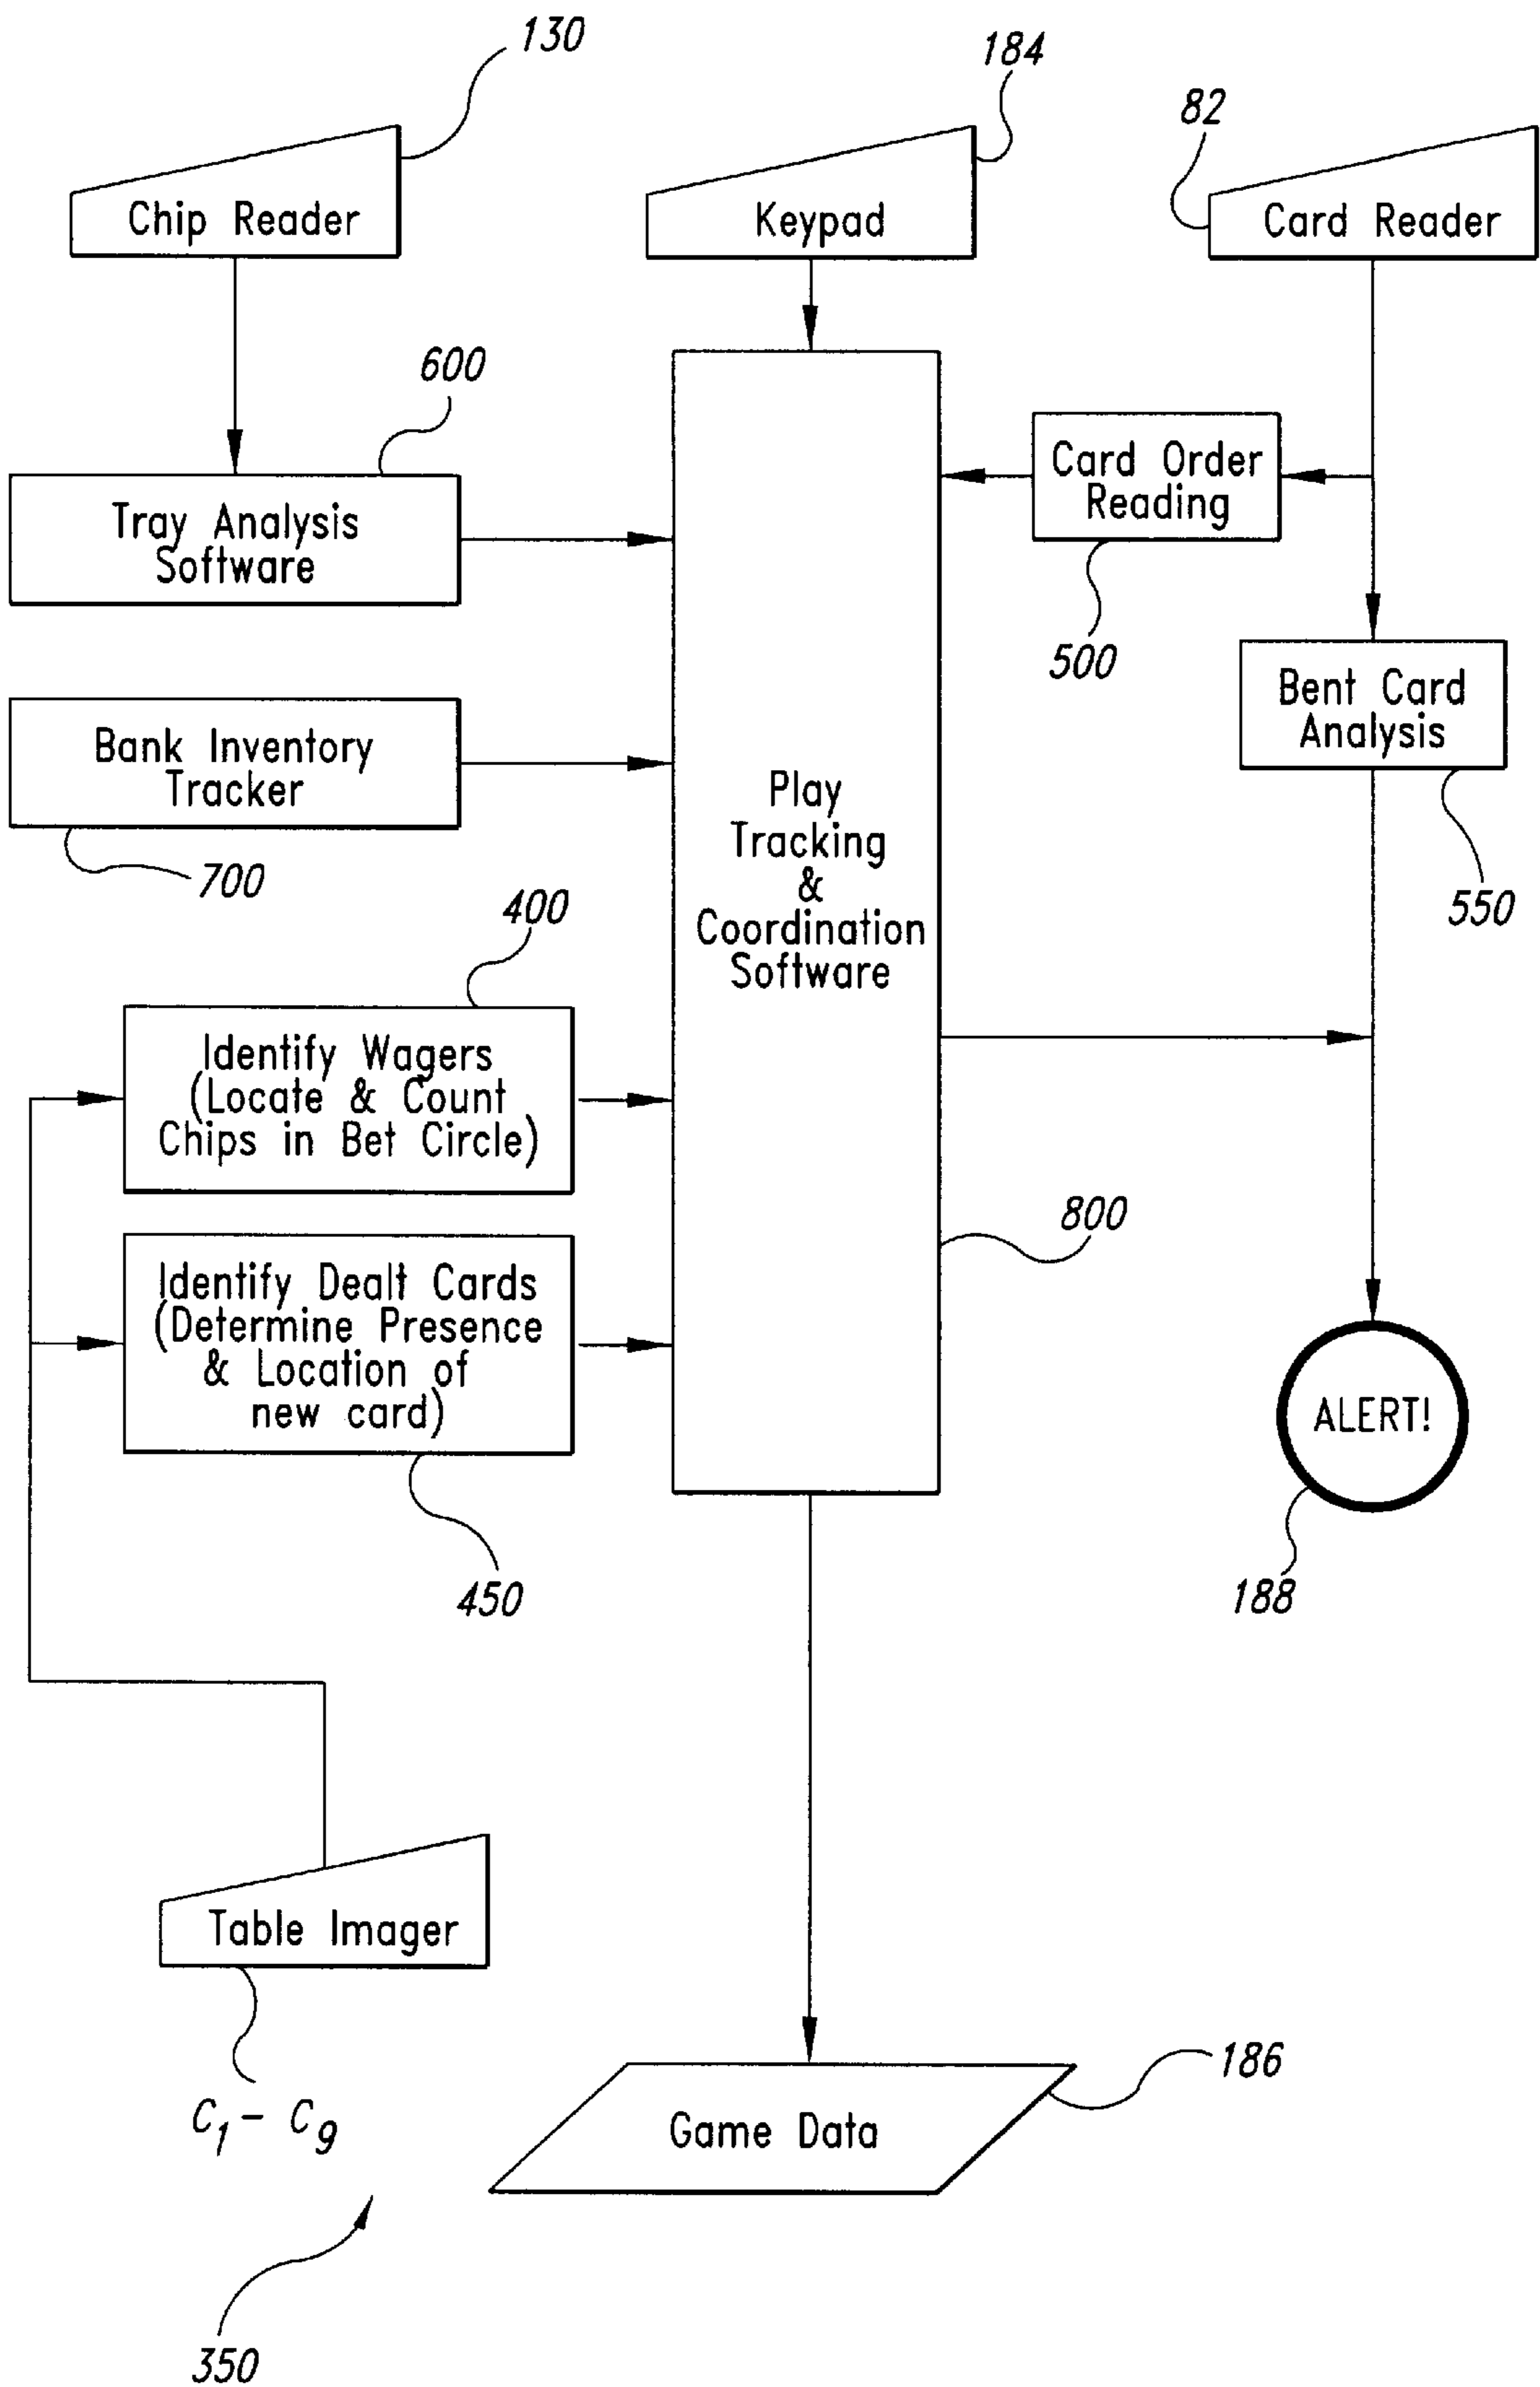 130
184
82
Chip Reader
Keypad
Card Reader
600
Tray Analysis
Software
Card Order
Reading
500
Bank Inventory
Tracker
700
Bent Card
Analysis
550
Play
Tracking
&
Coordination
Software
400
Identify Wagers
(Locate & Count
Chips in Bet Circle)
800
Identify Dealt Cards
(Determine Presence
& Location of
new card)
450
ALERT!
188
Table Imager
C1 - C9
186
Game Data
350